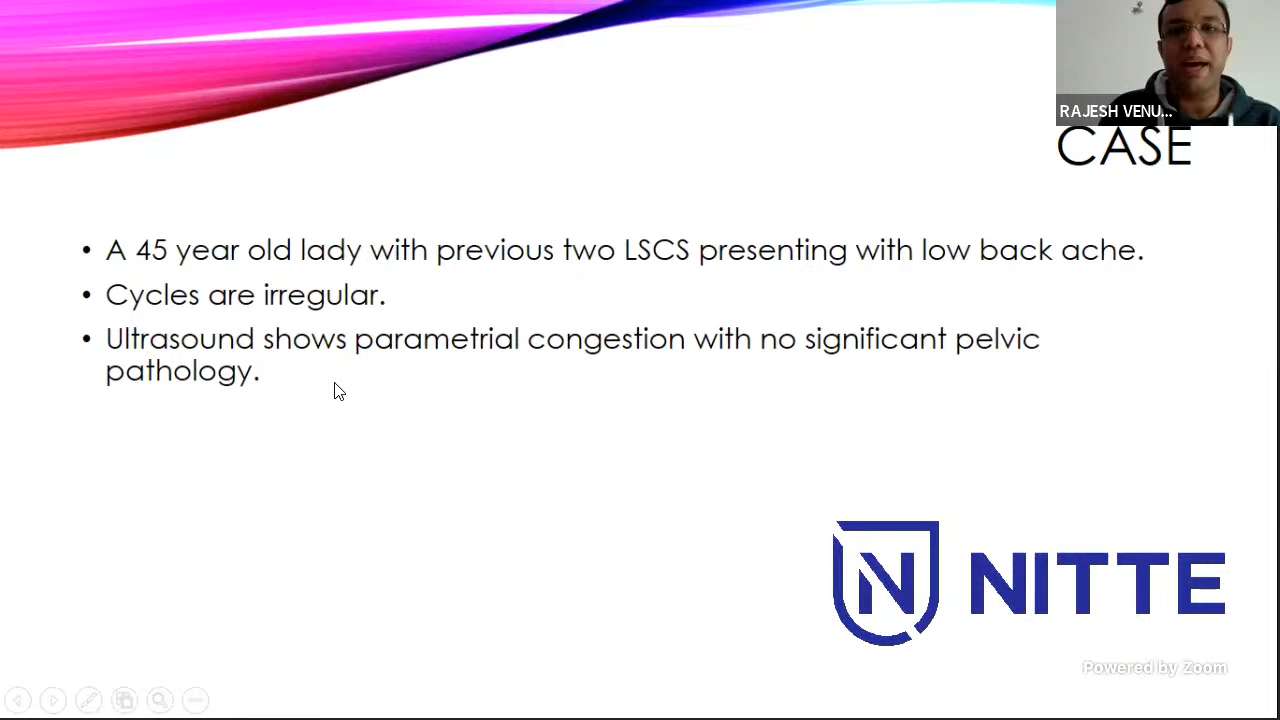 RAJESH VENU...
CASE
• A 45 year old lady with previous two LSCS presenting with low back ache.
• Cycles are irregular.
• Ultrasound shows parametrial congestion with no significant pelvic
pathology.
N NITTE
Powered by Zoom